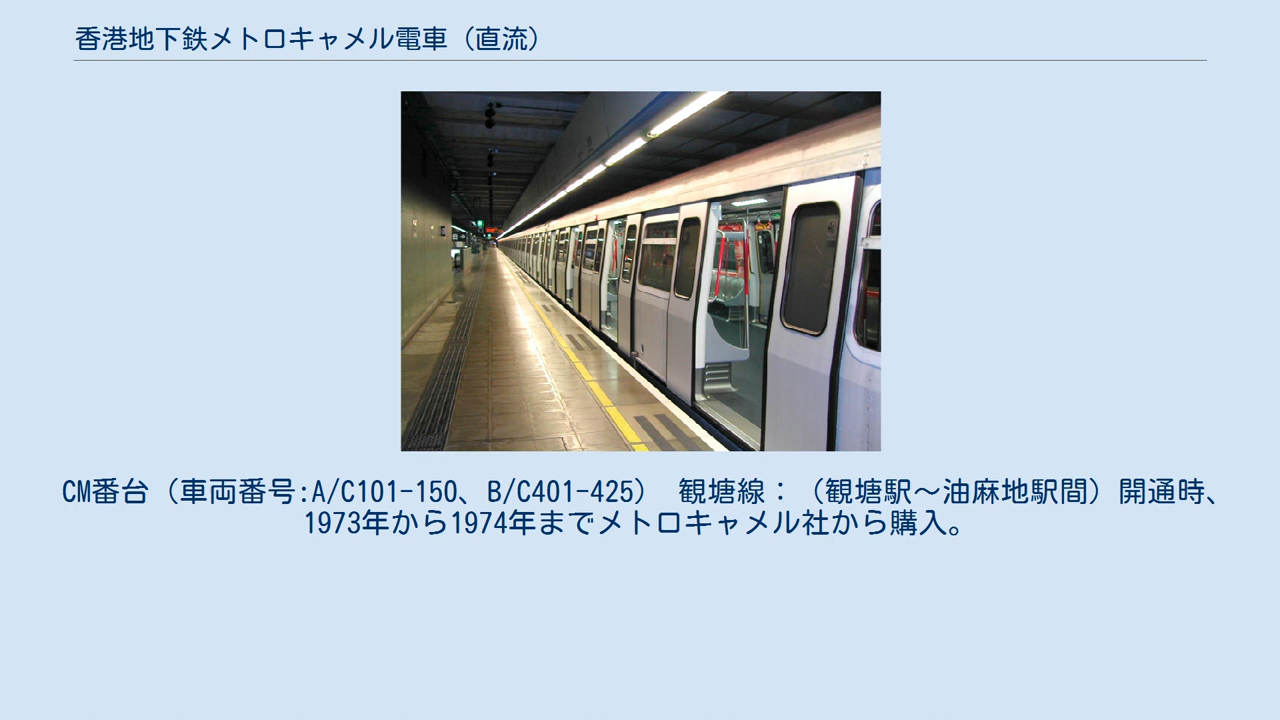 香港地下鉄メトロキャメル電車（直流）
CM番台（車両番号:A/C101-150、B/C401-425） 観塘線：（観塘駅～油麻地駅間）開通時、
1973年から1974年までメトロキャメル社から購入。